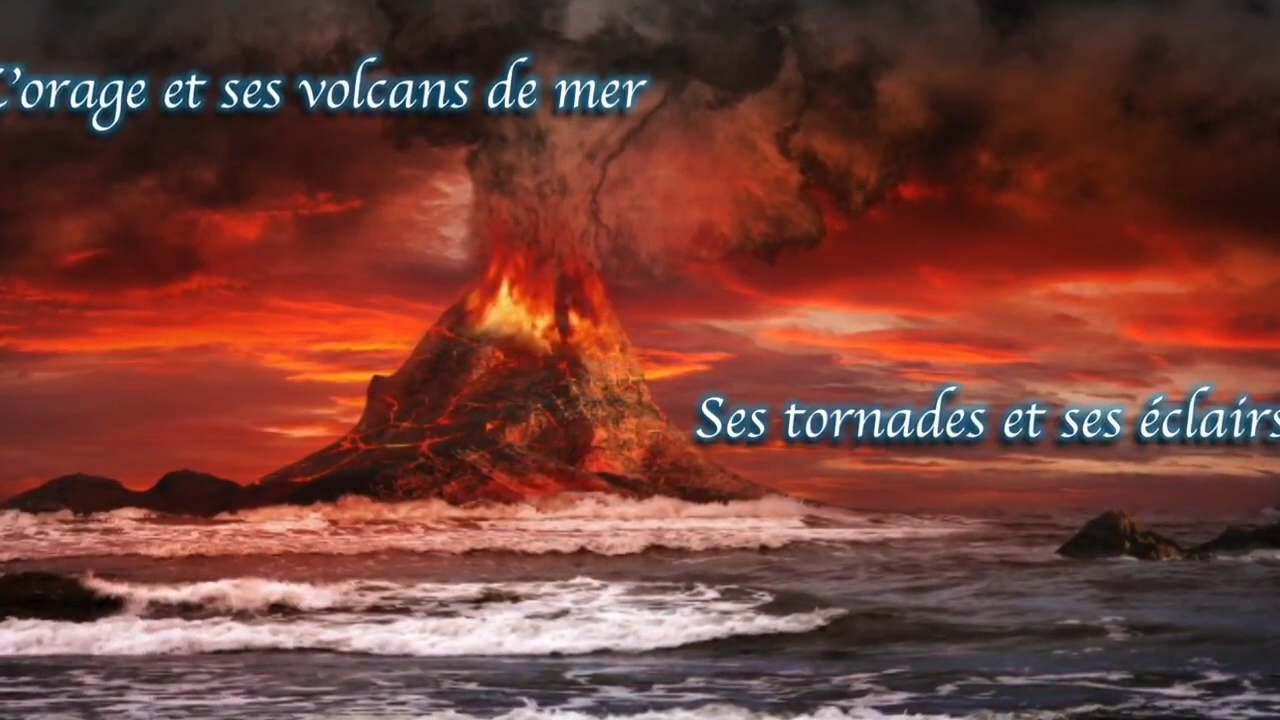 L'orage et ses volcans de mer
Ses tornades et ses éclairs